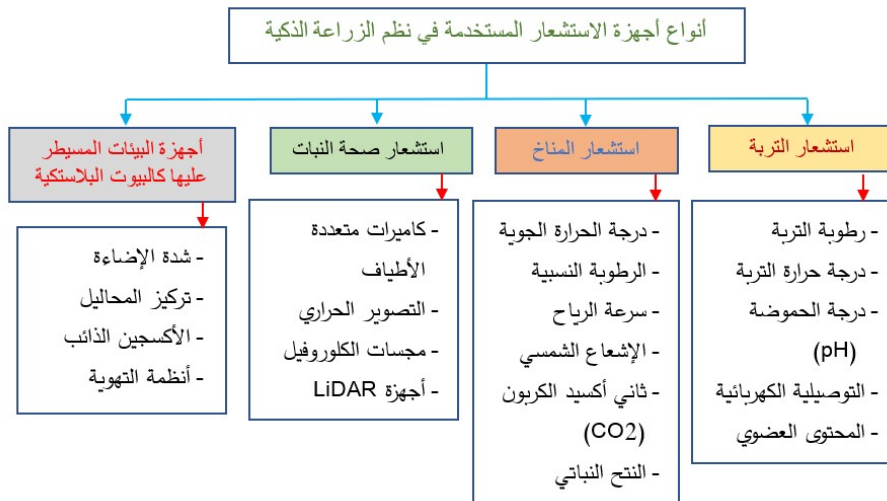 أنواع أجهزة الاستشعار المستخدمة في نظم الزراعة الذكية
استشعار التربة
- رطوبة التربة
- درجة حرارة التربة
- درجة الحموضة
(pH)
- التوصيلية الكهربائية
- المحتوى العضوي
استشعار المناخ
- درجة الحرارة الجوية
- الرطوبة النسبية
- سرعة الرياح
- الإشعاع الشمسي
- ثاني أكسيد الكربون
(CO2)
- النتح النباتي
استشعار صحة النبات
- كاميرات متعددة
الأطياف
- التصوير الحراري
- مجسات الكلوروفيل
- أجهزة LiDAR
أجهزة البيئات المسيطر
عليها كالبيوت البلاستكية
- شدة الإضاءة
- تركيز المحاليل
- الأكسجين الذائب
- أنظمة التهوية